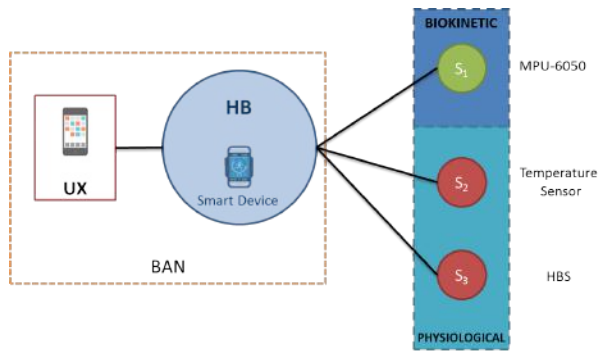 BIOKINETIC
S1
MPU-6050
HB
Smart Device
UX
S2
Temperature
Sensor
S3
HBS
BAN
PHYSIOLOGICAL